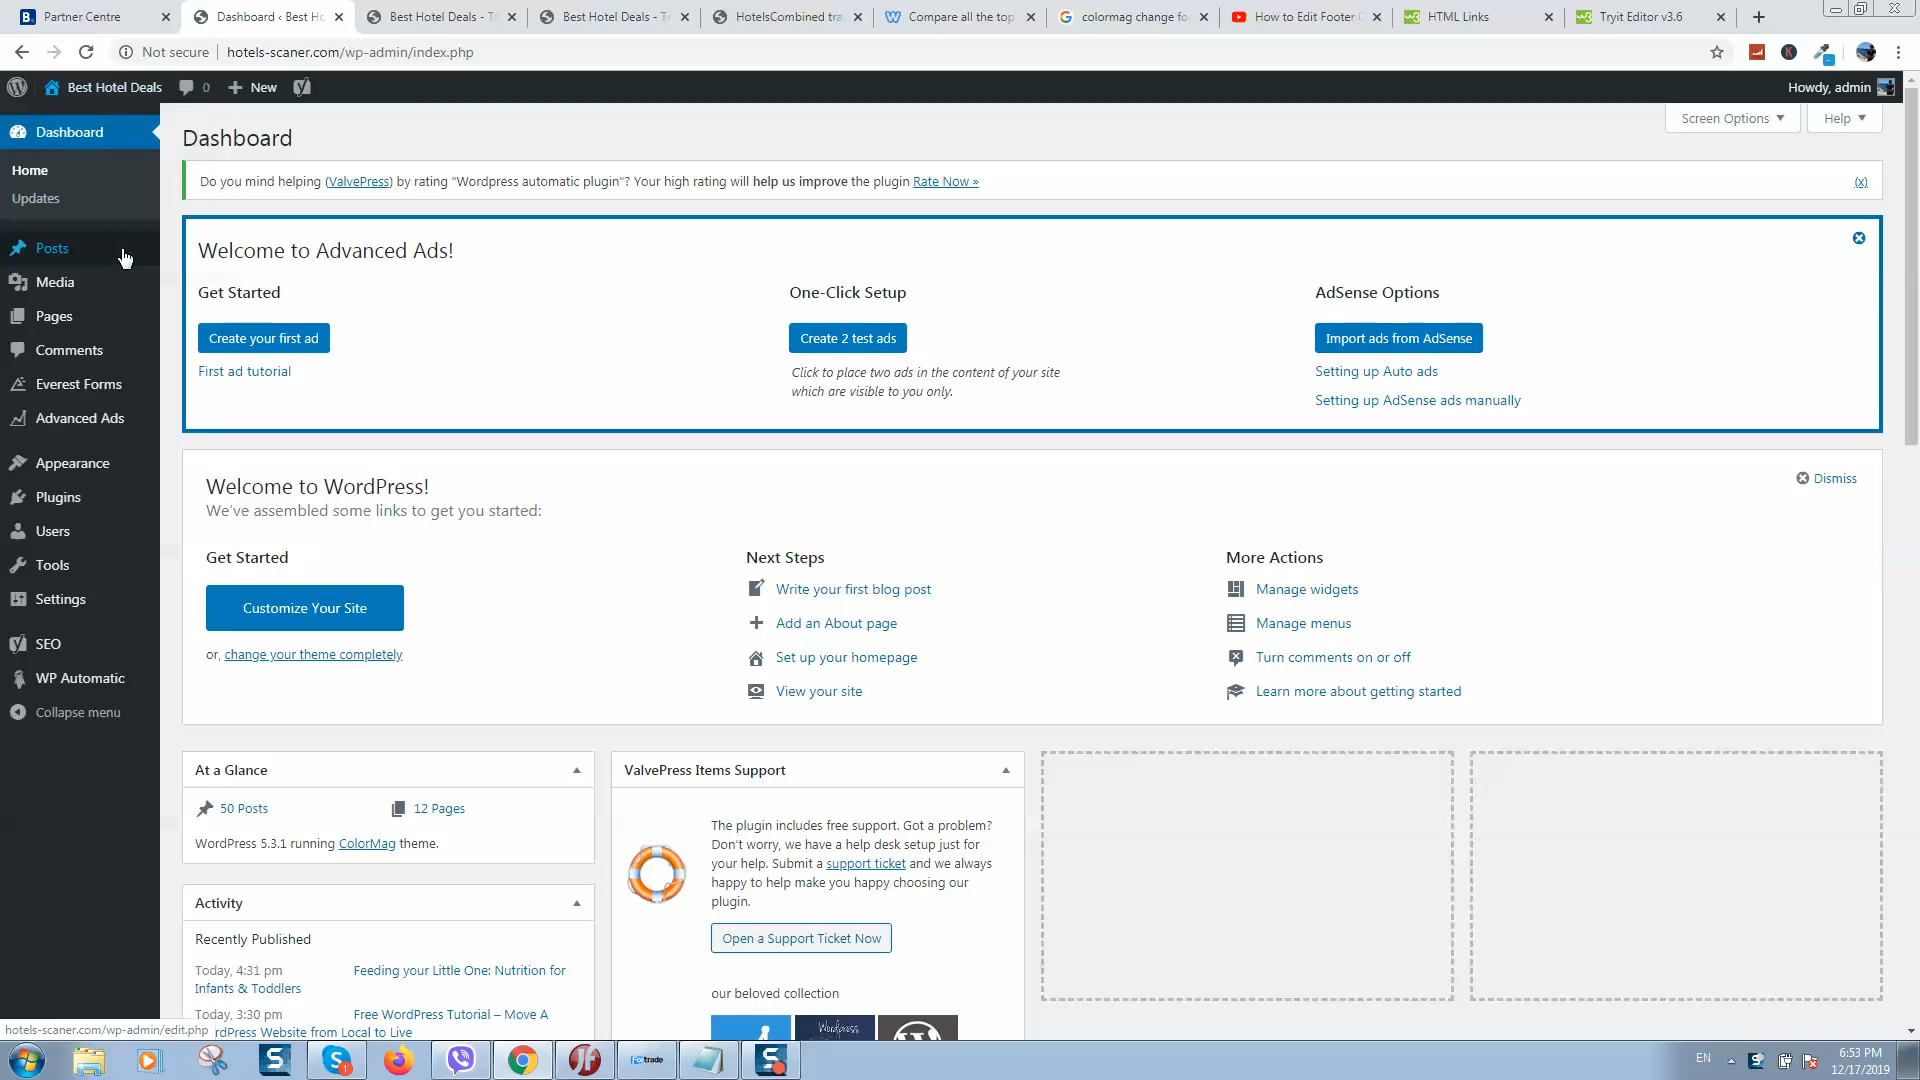 Partner Centre
Dashboard ‹ Best Ho
Best Hotel Deals - T
Best Hotel Deals - T
HotelsCombined tra
Compare all the top
colormag change fo
How to Edit Footer
HTML Links
Tryit Editor v3.6
Not secure
hotels-scaner.com/wp-admin/index.php
Best Hotel Deals
0
New
Howdy, admin
Dashboard
Home
Updates
Posts
Media
Pages
Comments
Everest Forms
Advanced Ads
Appearance
Plugins
Users
Tools
Settings
SEO
WP Automatic
Collapse menu
Dashboard
Screen Options
Help
Do you mind helping (ValvePress) by rating "Wordpress automatic plugin"? Your high rating will help us improve the plugin Rate Now »
(x)
Welcome to Advanced Ads!
Get Started
Create your first ad
First ad tutorial
One-Click Setup
Create 2 test ads
Click to place two ads in the content of your site
which are visible to you only.
AdSense Options
Import ads from AdSense
Setting up Auto ads
Setting up AdSense ads manually
Welcome to WordPress!
We've assembled some links to get you started:
Dismiss
Get Started
Customize Your Site
or, change your theme completely
Next Steps
Write your first blog post
Add an About page
Set up your homepage
View your site
More Actions
Manage widgets
Manage menus
Turn comments on or off
Learn more about getting started
At a Glance
50 Posts
12 Pages
WordPress 5.3.1 running ColorMag theme.
Activity
Recently Published
Today, 4:31 pm
Feeding your Little One: Nutrition for
Infants & Toddlers
Today, 3:30 pm
Free WordPress Tutorial – Move A
rdPress Website from Local to Live
ValvePress Items Support
The plugin includes free support. Got a problem?
Don't worry, we have a help desk setup just for
your help. Submit a support ticket and we always
happy to help make you happy choosing our
plugin.
Open a Support Ticket Now
our beloved collection
Wordpress
hotels-scaner.com/wp-admin/edit.php
Fortrade
EN
6:53 PM
12/17/2019